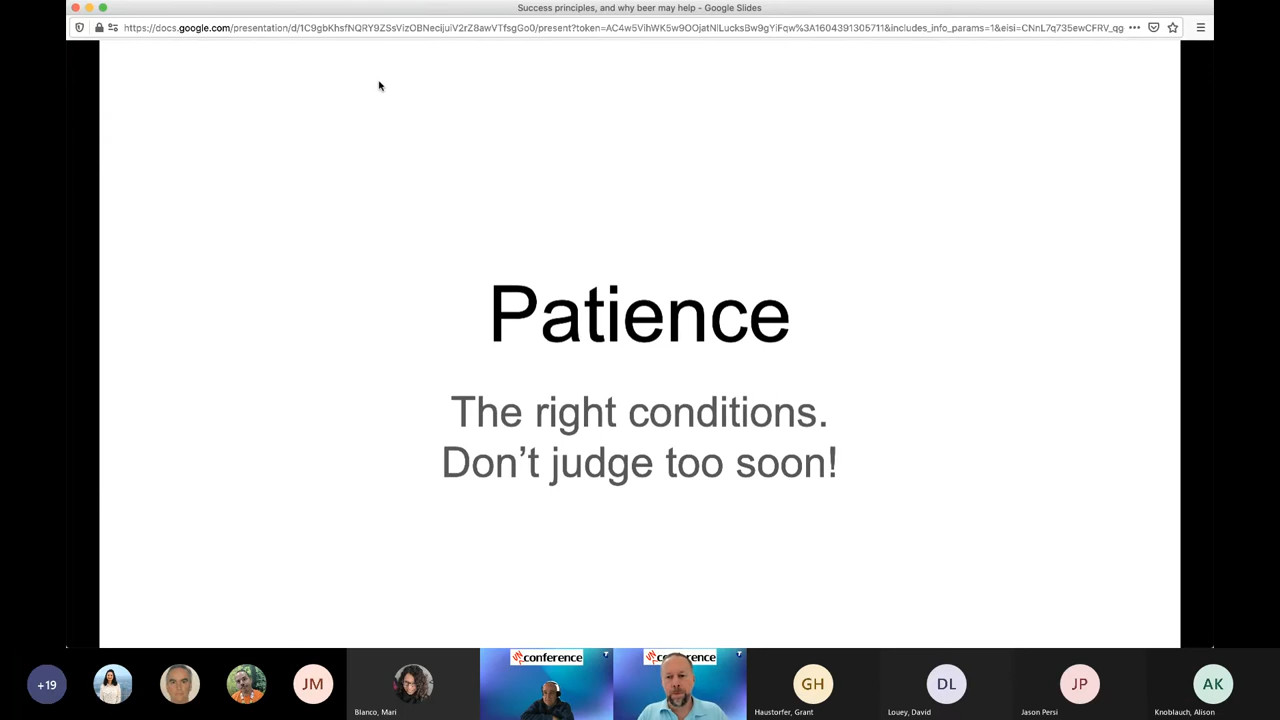 Success principles, and why beer may help - Google Slides
Patience
The right conditions.
Don't judge too soon!
+19
JM
Blanco, Mari
conference
conference
GH
Haustorfer, Grant
DL
Louey, David
JP
Jason Persi
AK
Knoblauch, Alison